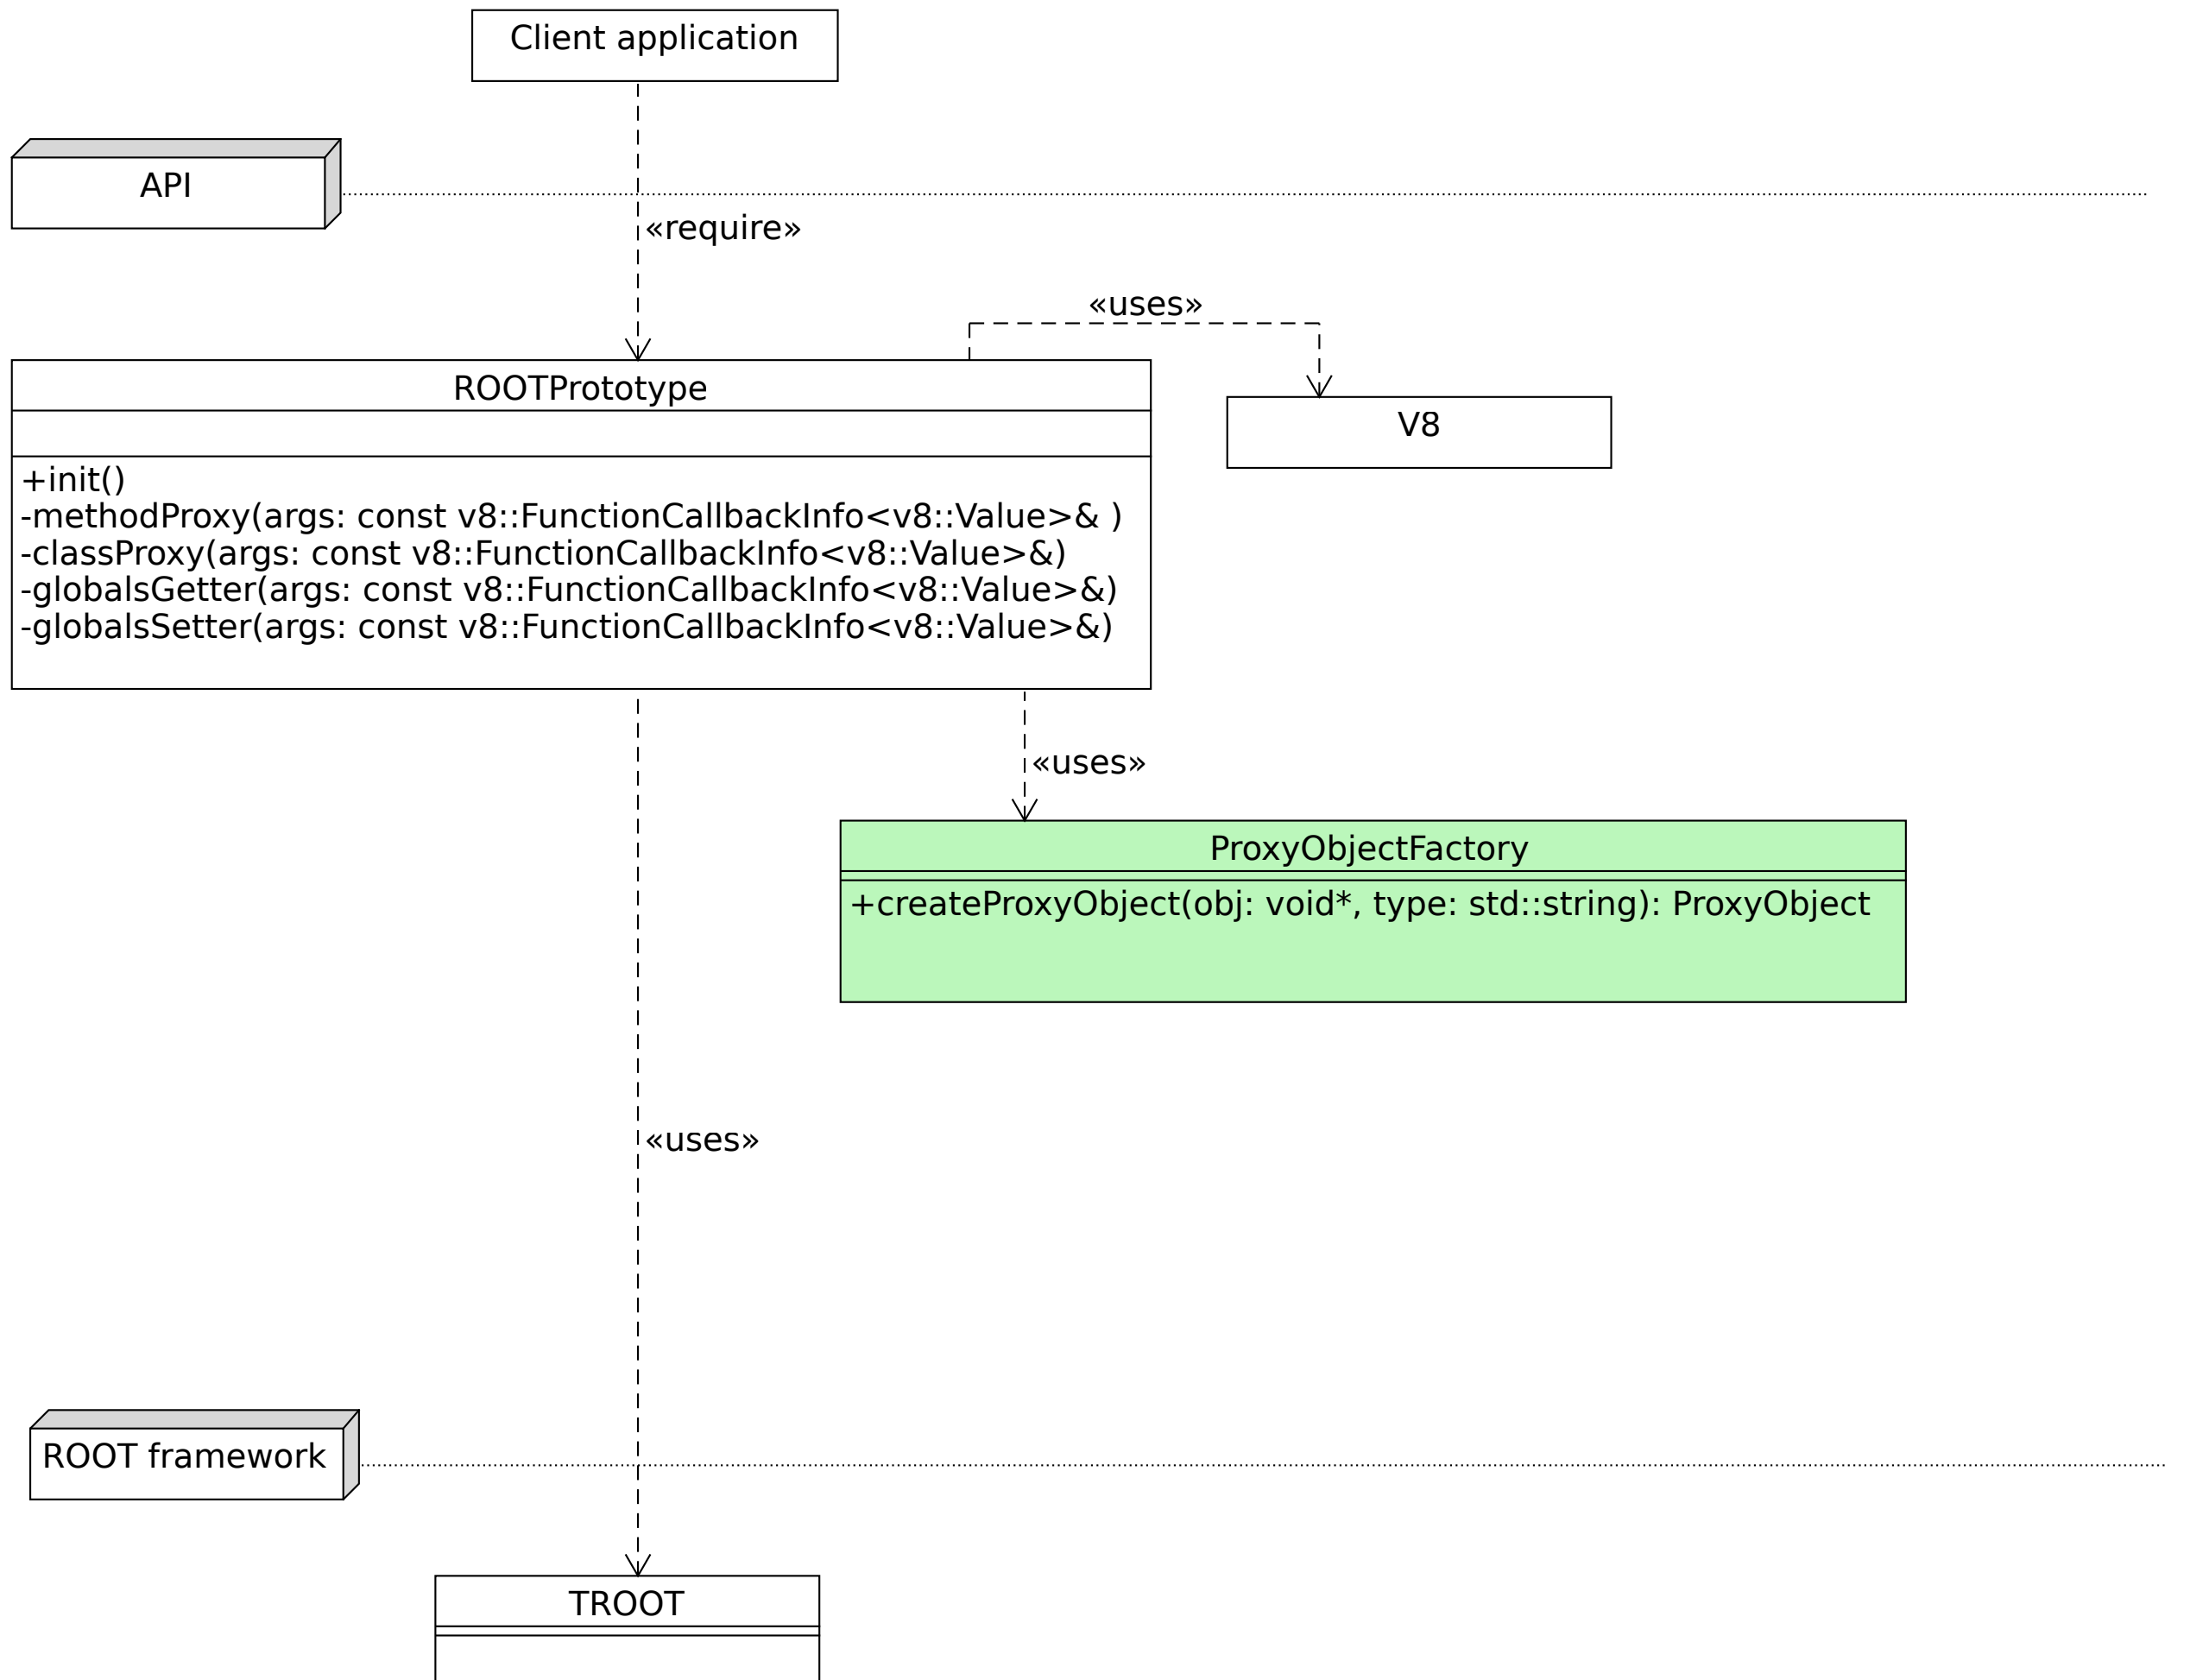 Client application
API
«require»
«uses»
ROOTPrototype
V8
+init()
-methodProxy(args: const v8::FunctionCallbackInfo<v8::Value>& )
-classProxy(args: const v8::FunctionCallbackInfo<v8::Value>&)
-globalsGetter(args: const v8::FunctionCallbackInfo<v8::Value>&)
-globalsSetter(args: const v8::FunctionCallbackInfo<v8::Value>&)
«uses»
ProxyObjectFactory
+createProxyObject(obj: void*, type: std::string): ProxyObject
«uses»
ROOT framework
TROOT